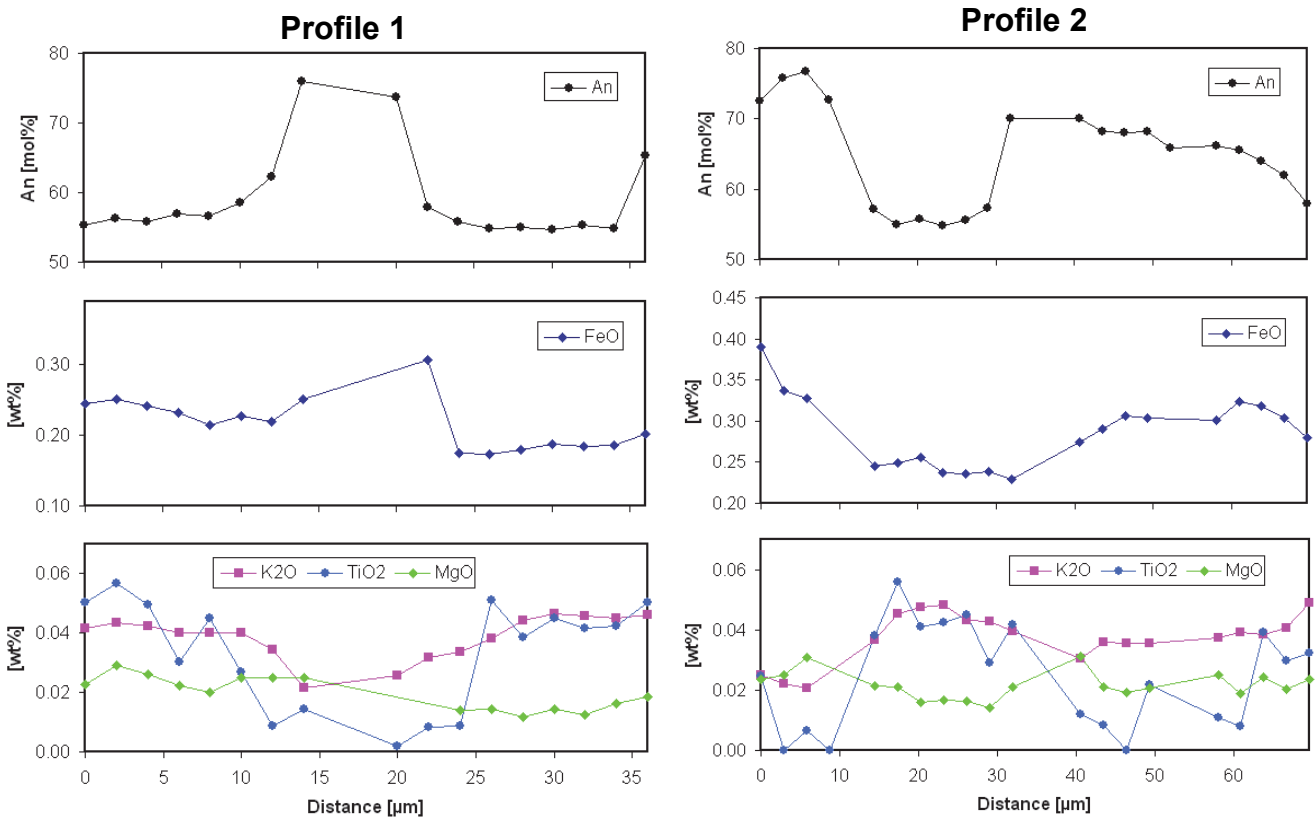 Profile 1
80
70
60
50
An [mol%]
An
0.30
0.20
0.10
[wt%]
FeO
0.06
0.04
0.02
0.00
[wt%]
K2O TiO2 MgO
0 5 10 15 20 25 30 35
Distance [µm]
Profile 2
80
70
60
50
An [mol%]
An
0.45
0.40
0.35
0.30
0.25
0.20
[wt%]
FeO
0.06
0.04
0.02
0.00
[wt%]
K2O TiO2 MgO
0 10 20 30 40 50 60
Distance [µm]